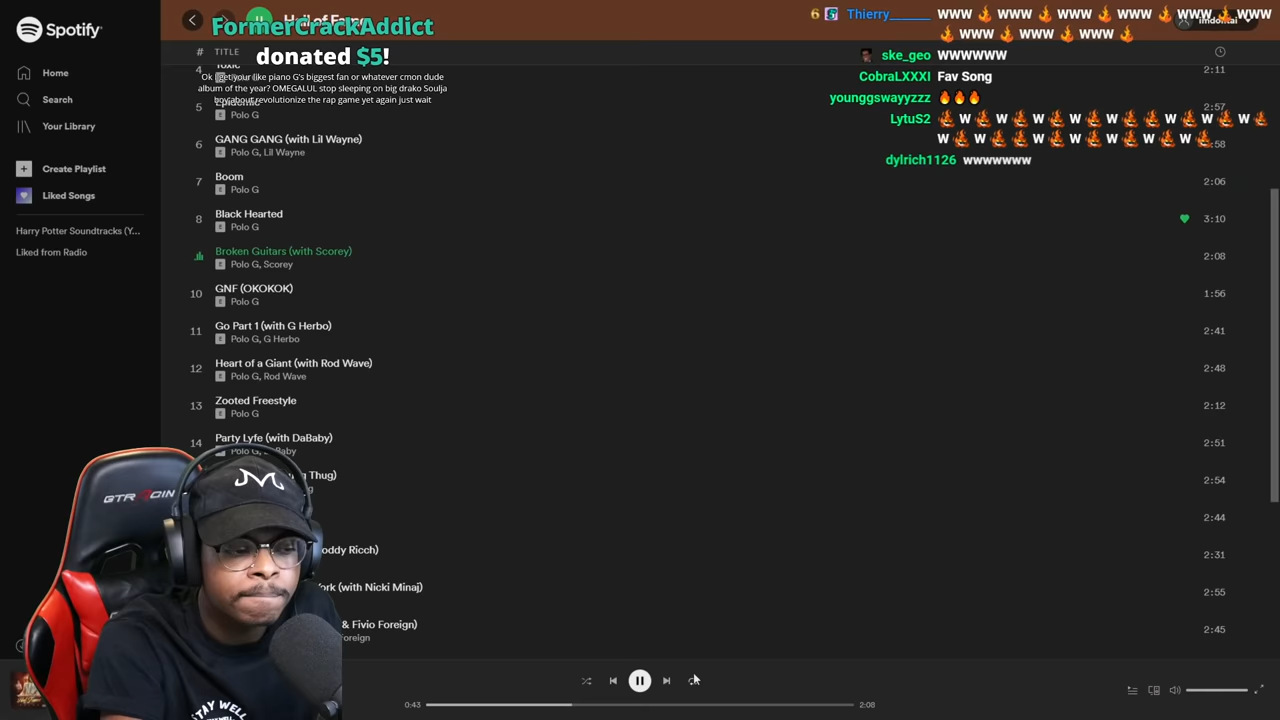 Spotify
Home
Search
Your Library
Create Playlist
Liked Songs
Harry Potter Soundtracks (Y...
Liked from Radio
FormerCrackAddict
donated $5!
# TITLE
6 Thierry______ WWW WWW WWW WWW WWW WWW
WWW WWW WWW WWW
ske_geo WWWWWW
CobraLXXXI Fav Song
younggswayyzzz
LytuS2 W W W W W W W W W
W W W W W W W W
dylrich1126 wwwwwww
4 2:11
5 2:57
E Polo G
6 GANG GANG (with Lil Wayne) :58
E Polo G, Lil Wayne
7 Boom 2:06
E Polo G
8 Black Hearted 3:10
E Polo G
Broken Guitars (with Scorey) 2:08
E Polo G, Scorey
10 GNF (OKOKOK) 1:56
E Polo G
11 Go Part 1 (with G Herbo) 2:41
E Polo G, G Herbo
12 Heart of a Giant (with Rod Wave) 2:48
E Polo G, Rod Wave
13 Zooted Freestyle 2:12
E Polo G
14 Party Lyfe (with DaBaby) 2:51
Thug) 2:54
2:44
oddy Ricch) 2:31
(with Nicki Minaj) 2:55
& Fivio Foreign) 2:45
Foreign
GTRACING
STAY WELL
0:43 2:08